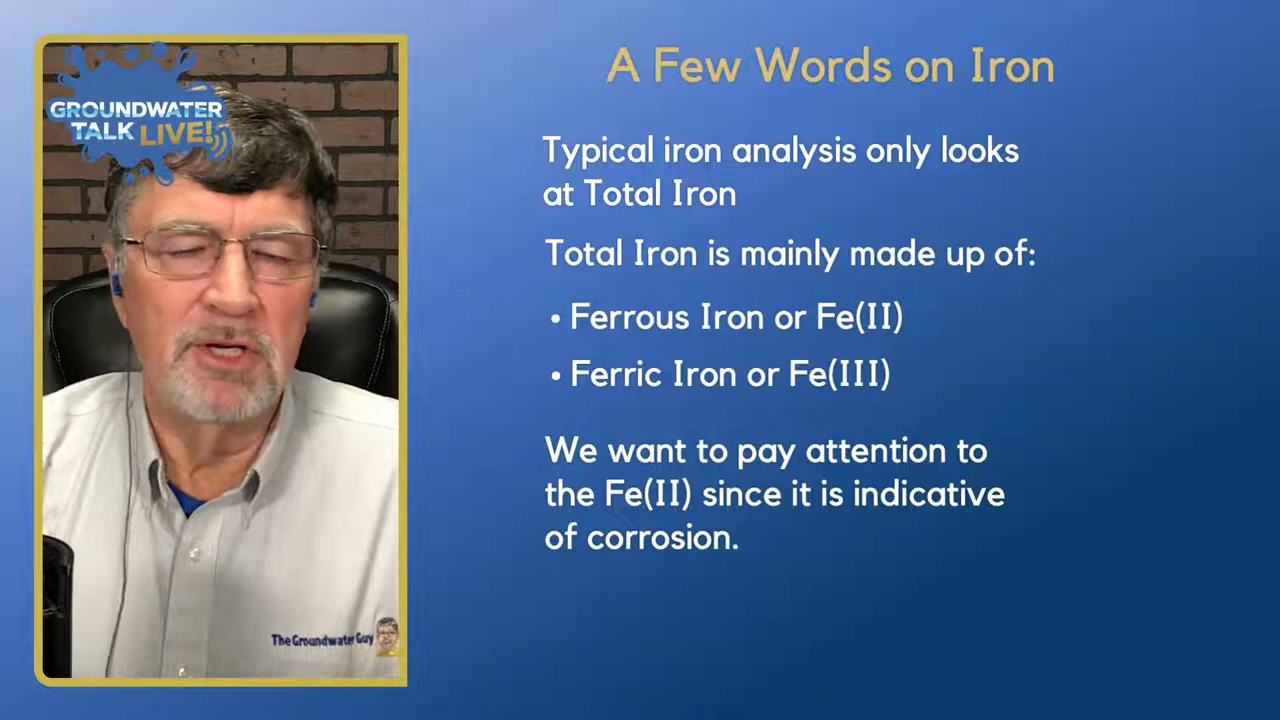 GROUNDWATER
TALK LIVE!
The Groundwater Guy
A Few Words on Iron
Typical iron analysis only looks
at Total Iron
Total Iron is mainly made up of:
• Ferrous Iron or Fe(II)
• Ferric Iron or Fe(III)
We want to pay attention to
the Fe(II) since it is indicative
of corrosion.